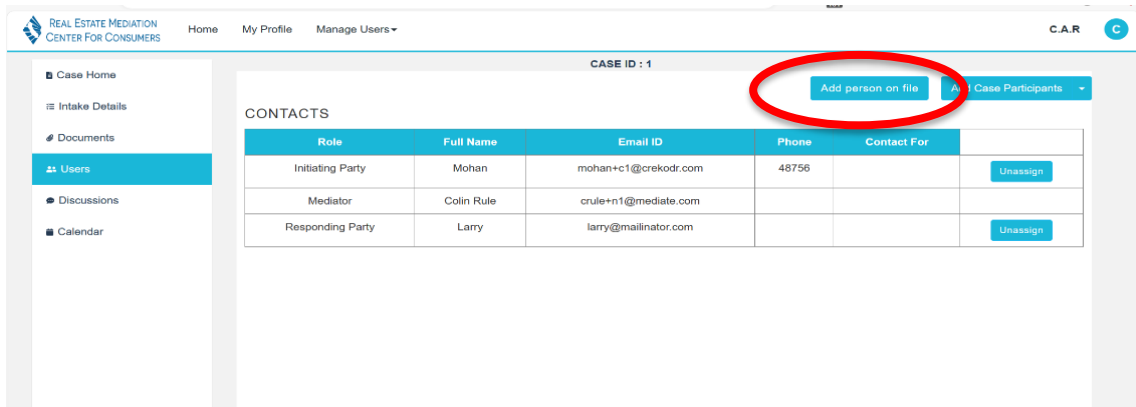 REAL ESTATE MEDIATION
CENTER FOR CONSUMERS
Home My Profile Manage Users
C.A.R C
CASE ID : 1
Case Home
Intake Details
Documents
Users
Discussions
Calendar
Add person on file Add Case Participants
CONTACTS
Role Full Name Email ID Phone Contact For
Initiating Party Mohan mohan+c1@crekodr.com 48756 Unassign
Mediator Colin Rule crule+n1@mediate.com
Responding Party Larry larry@mailinator.com Unassign